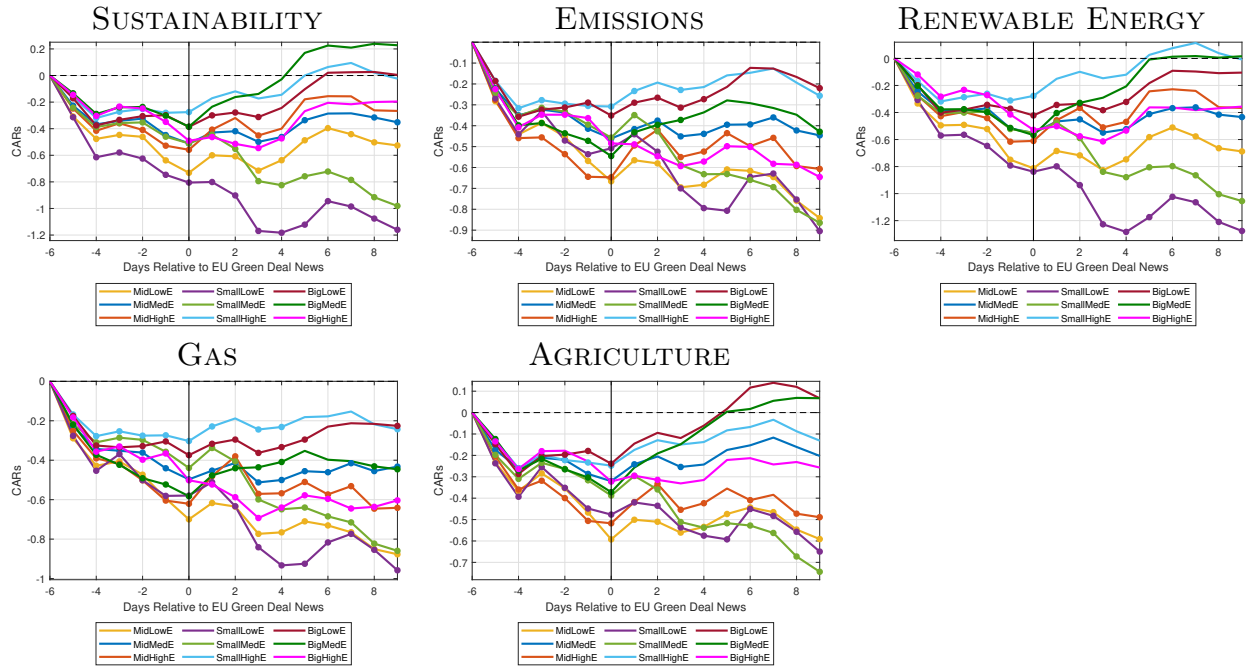 SUSTAINABILITY
EMISSIONS
RENEWABLE ENERGY
0.2
0
-0.2
-0.4
-0.6
-0.8
-1
-1.2
CARs
-6 -4 -2 0 2 4 6 8
Days Relative to EU Green Deal News
MidLowE SmallLowE BigLowE
MidMedE SmallMedE BigMedE
MidHighE SmallHighE BigHighE
0
-0.1
-0.2
-0.3
-0.4
-0.5
-0.6
-0.7
-0.8
-0.9
CARs
-6 -4 -2 0 2 4 6 8
Days Relative to EU Green Deal News
MidLowE SmallLowE BigLowE
MidMedE SmallMedE BigMedE
MidHighE SmallHighE BigHighE
0
-0.2
-0.4
-0.6
-0.8
-1
-1.2
CARs
-6 -4 -2 0 2 4 6 8
Days Relative to EU Green Deal News
MidLowE SmallLowE BigLowE
MidMedE SmallMedE BigMedE
MidHighE SmallHighE BigHighE
GAS
AGRICULTURE
0
-0.2
-0.4
-0.6
-0.8
-1
CARs
-6 -4 -2 0 2 4 6 8
Days Relative to EU Green Deal News
MidLowE SmallLowE BigLowE
MidMedE SmallMedE BigMedE
MidHighE SmallHighE BigHighE
0.1
0
-0.1
-0.2
-0.3
-0.4
-0.5
-0.6
-0.7
CARs
-6 -4 -2 0 2 4 6 8
Days Relative to EU Green Deal News
MidLowE SmallLowE BigLowE
MidMedE SmallMedE BigMedE
MidHighE SmallHighE BigHighE